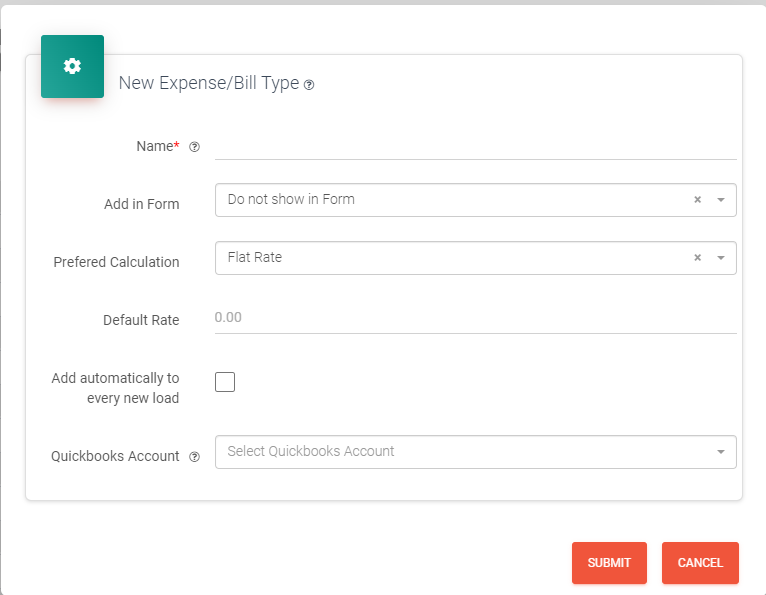 New Expense/Bill Type
Name*
Add in Form
Do not show in Form
Prefered Calculation
Flat Rate
Default Rate
0.00
Add automatically to
every new load
Quickbooks Account
Select Quickbooks Account
SUBMIT
CANCEL